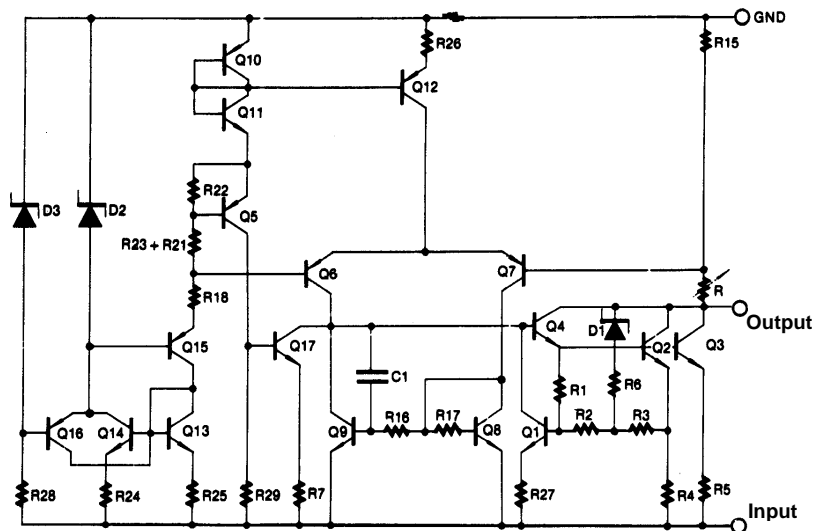 GND
R26
R15
Q10
Q12
Q11
R22
D3
D2
Q5
R23 + R21
Q6
Q7
R18
R
Output
Q4
D1
Q2
Q3
Q15
Q17
C1
R1
R6
R16
R17
R2
R3
Q16
Q14
Q13
Q9
Q8
Q1
R28
R24
R25
R29
R7
R27
R4
R5
Input